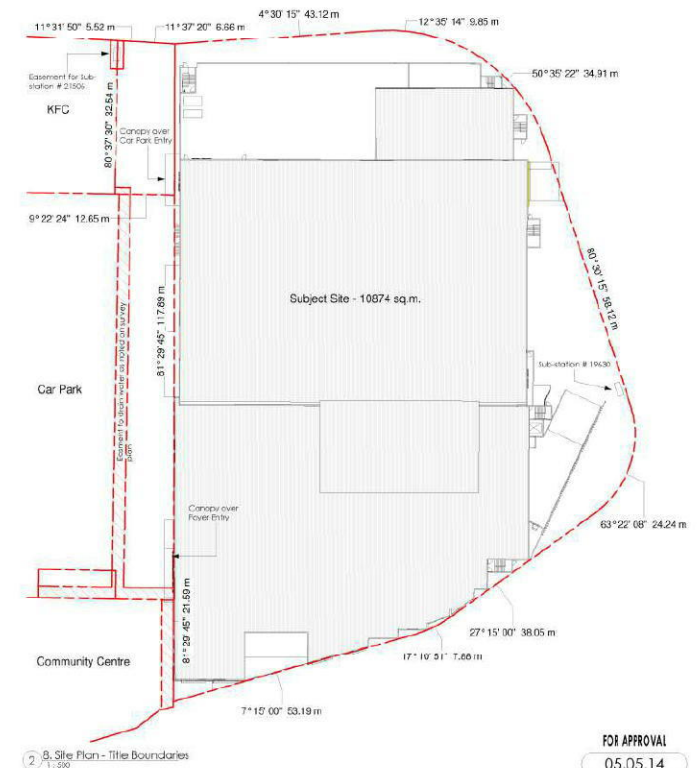 4°30'15" 43.12 m
11°31'50" 5.52 m
11°37'20" 6.66 m
12°35'14" 9.85 m
50°35'22" 34.91 m
Easement for Sub-
station # 21506
KFC
80°37'30" 32.54 m
Canopy over
Car Park Entry
9°22'24" 12.65 m
81°29'45" 117.89 m
Subject Site - 10874 sq.m.
80°30'15" 58.12 m
Sub-station # 19630
Car Park
Easment to drain water as noted on survey
plan
Canopy over
Foyer Entry
63°22'08" 24.24 m
81°29'45" 21.59 m
27°15'00" 38.05 m
7.88 m
Community Centre
7°15'00" 53.19 m
2 8. Site Plan - Title Boundaries
1:500
FOR APPROVAL
05.05.14